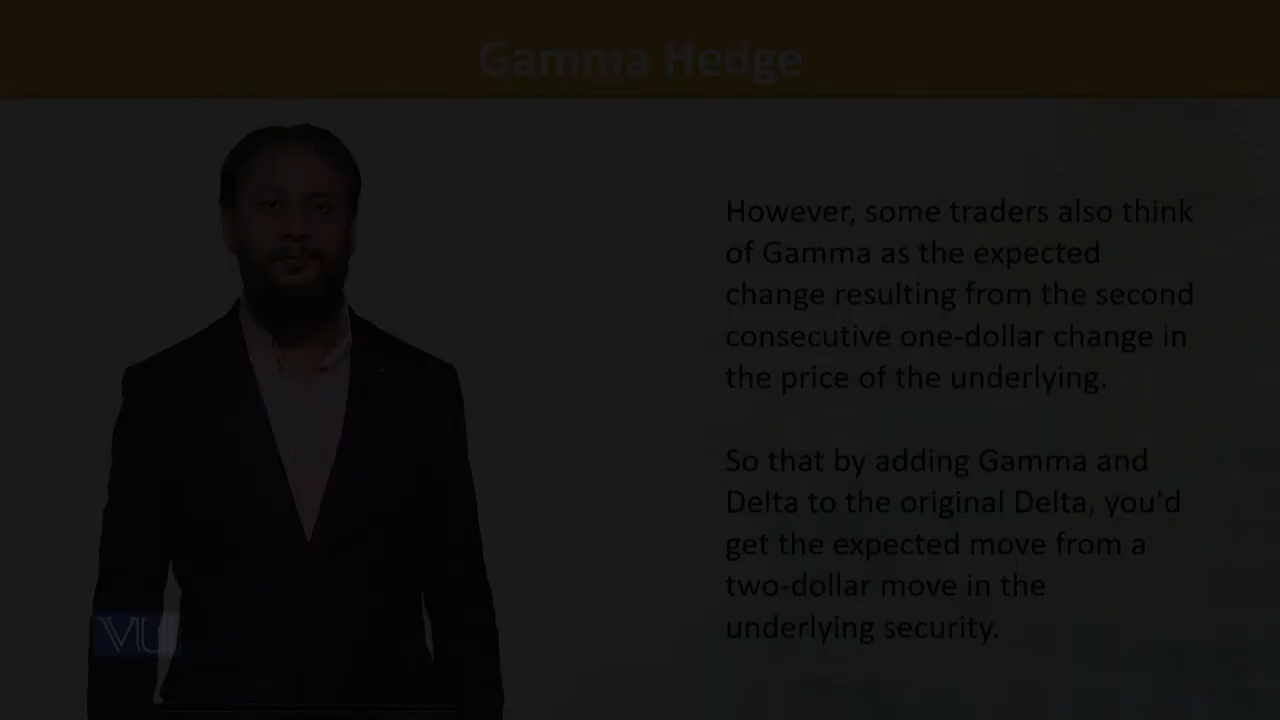 Gamma Hedge
However, some traders also think
of Gamma as the expected
change resulting from the second
consecutive one-dollar change in
the price of the underlying.
So that by adding Gamma and
Delta to the original Delta, you'd
get the expected move from a
two-dollar move in the
underlying security.
VU